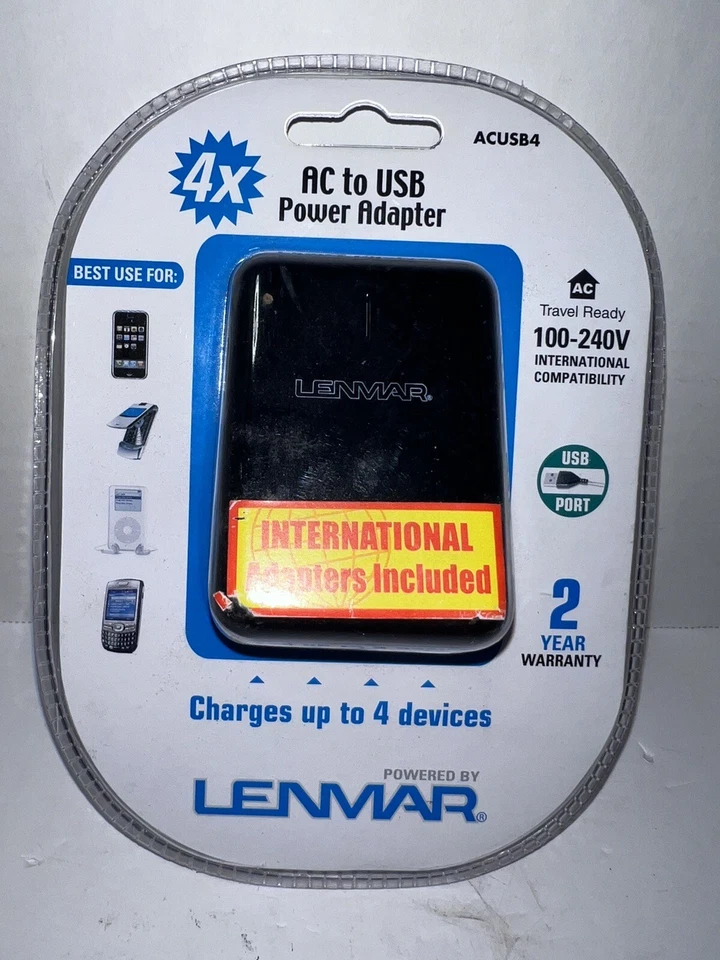 ACUSB4
4x
AC to USB
Power Adapter
BEST USE FOR:
AC
Travel Ready
100-240V
INTERNATIONAL
COMPATIBILITY
LENMAR®
USB
PORT
INTERNATIONAL
Adapters Included
2
YEAR
WARRANTY
Charges up to 4 devices
POWERED BY
LENMAR®